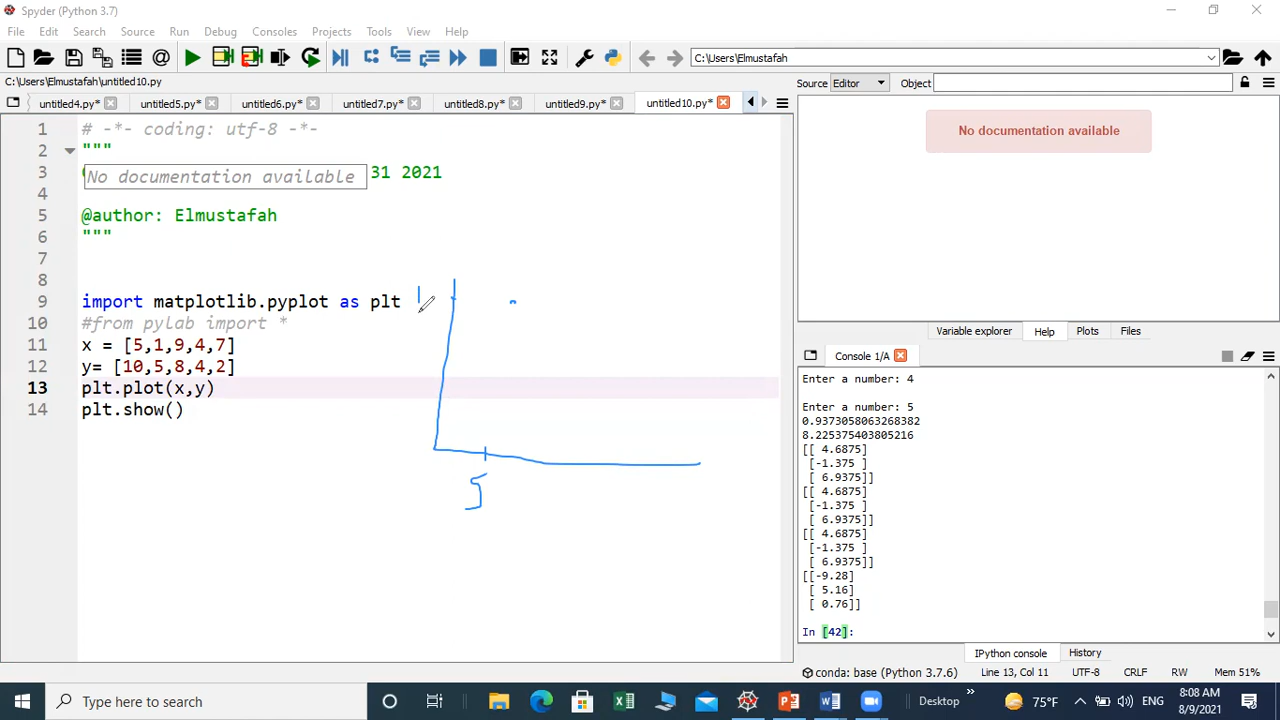 Spyder (Python 3.7)
File Edit Search Source Run Debug Consoles Projects Tools View Help
C:\Users\Elmustafah
C:\Users\Elmustafah\untitled10.py
untitled4.py* untitled5.py* untitled6.py* untitled7.py* untitled8.py* untitled9.py* untitled10.py*
1 # -*- coding: utf-8 -*-
2 """
3 31 2021
No documentation available
4
5 @author: Elmustafah
6 """
7
8
9 import matplotlib.pyplot as plt
10 #from pylab import *
11 x = [5,1,9,4,7]
12 y= [10,5,8,4,2]
13 plt.plot(x,y)
14 plt.show()
5
Source Editor Object
No documentation available
Variable explorer Help Plots Files
Console 1/A
Enter a number: 4
Enter a number: 5
0.9373058063268382
8.225375403805216
[[ 4.6875]
[-1.375 ]
[ 6.9375]]
[[ 4.6875]
[-1.375 ]
[ 6.9375]]
[[ 4.6875]
[-1.375 ]
[ 6.9375]]
[[-9.28]
[ 5.16]
[ 0.76]]
In [42]:
IPython console History
conda: base (Python 3.7.6) Line 13, Col 11 UTF-8 CRLF RW Mem 51%
Type here to search
Desktop
75°F
ENG
8:08 AM
8/9/2021